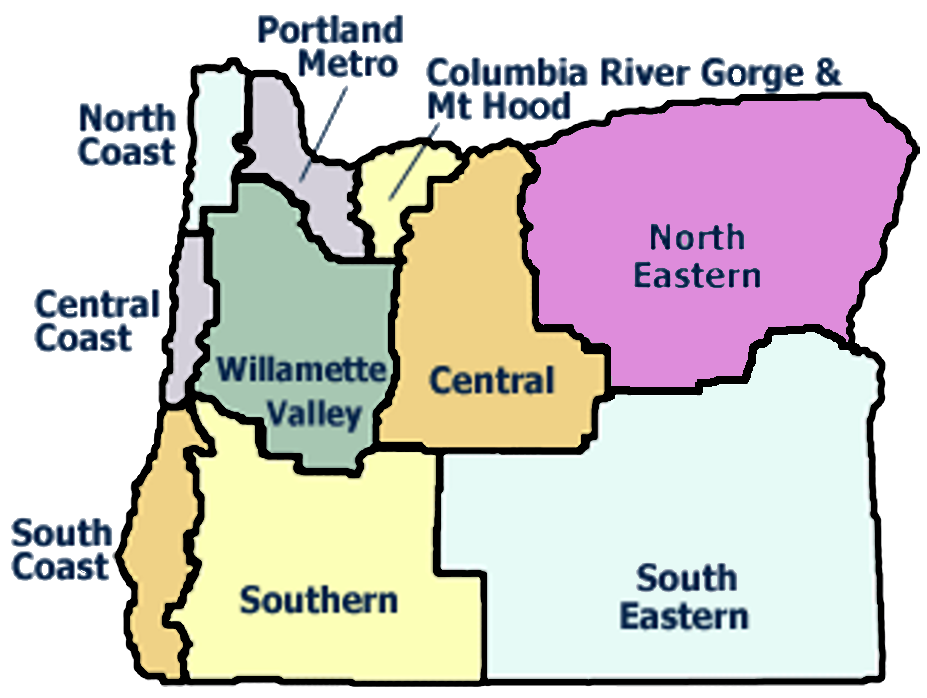 Portland
Metro
Columbia River Gorge &
Mt Hood
North
Coast
North
Eastern
Central
Coast
Willamette
Valley
Central
South
Coast
Southern
South
Eastern